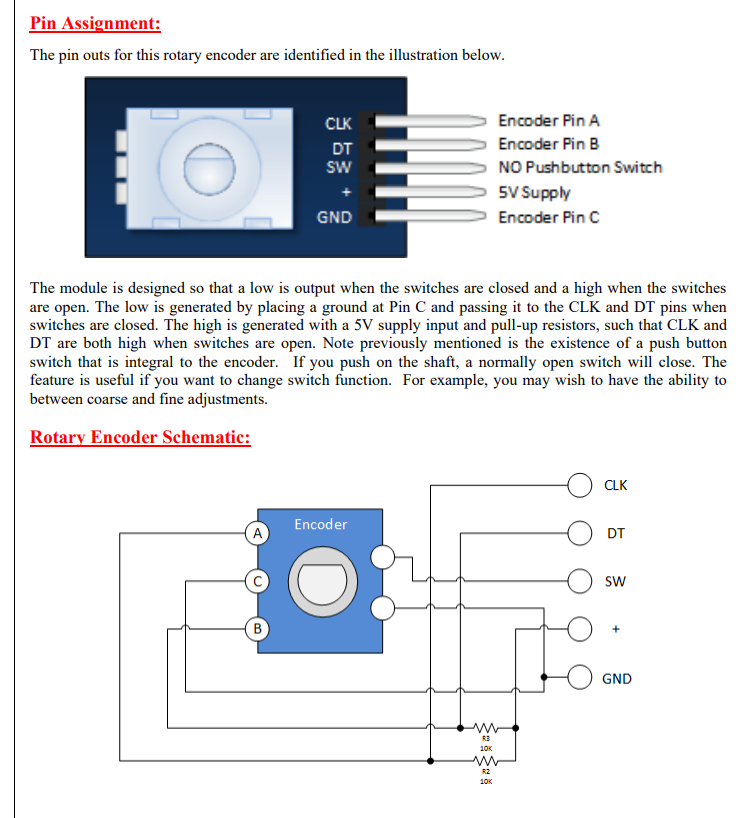 Pin Assignment:
The pin outs for this rotary encoder are identified in the illustration below.
CLK
Encoder Pin A
DT
Encoder Pin B
SW
NO Pushbutton Switch
+
5V Supply
GND
Encoder Pin C
The module is designed so that a low is output when the switches are closed and a high when the switches
are open. The low is generated by placing a ground at Pin C and passing it to the CLK and DT pins when
switches are closed. The high is generated with a 5V supply input and pull-up resistors, such that CLK and
DT are both high when switches are open. Note previously mentioned is the existence of a push button
switch that is integral to the encoder. If you push on the shaft, a normally open switch will close. The
feature is useful if you want to change switch function. For example, you may wish to have the ability to
between coarse and fine adjustments.
Rotary Encoder Schematic:
CLK
Encoder
A
DT
C
SW
B
+
GND
R3
10K
R2
10K